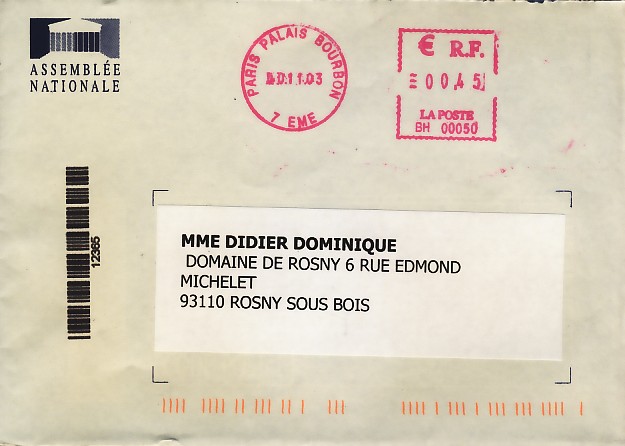 ASSEMBLÉE
NATIONALE
PARIS PALAIS BOURBON
7 EME
€ R.F.
LA POSTE
BH 00050
12365
MME DIDIER DOMINIQUE
DOMAINE DE ROSNY 6 RUE EDMOND
MICHELET
93110 ROSNY SOUS BOIS